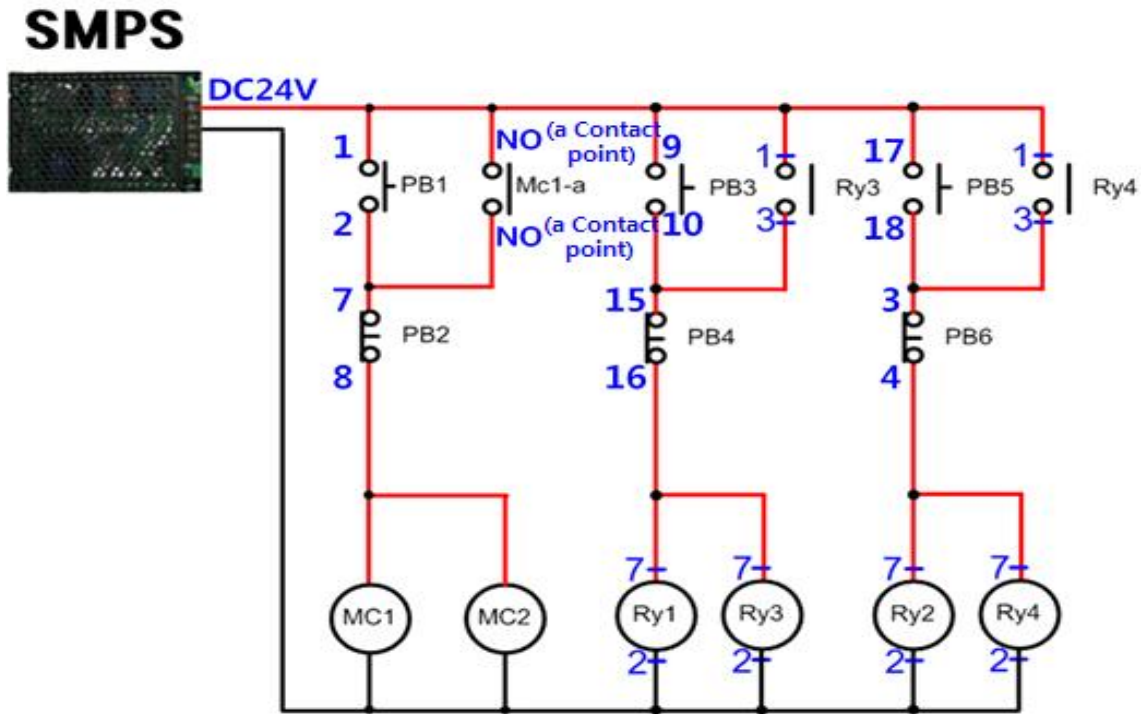 SMPS
DC24V
1
NO (a Contact point)
9
1
17
1
PB1
Mc1-a
PB3
Ry3
PB5
Ry4
2
NO (a Contact point)
10
3
18
3
7
15
3
PB2
PB4
PB6
8
16
4
7
7
7
7
MC1
MC2
Ry1
Ry3
Ry2
Ry4
2
2
2
2